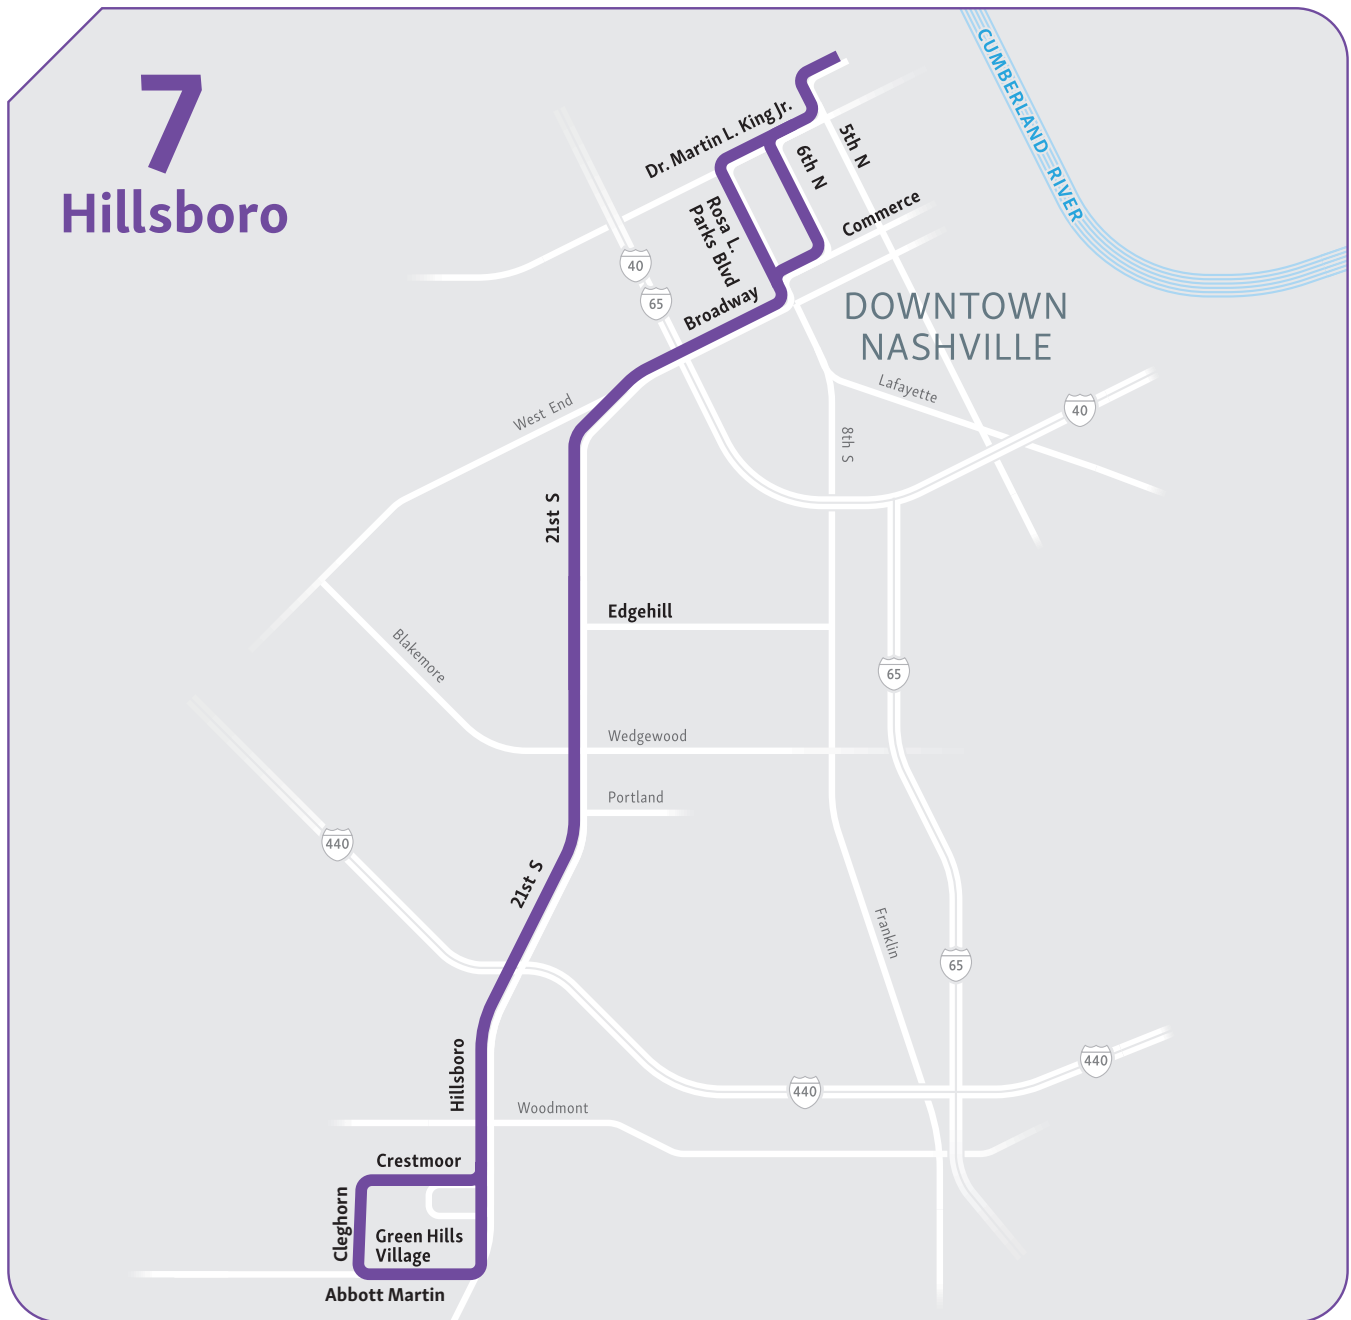 7
Hillsboro
CUMBERLAND RIVER
Dr. Martin L. King Jr.
5th N
6th N
Rosa L.
Parks Blvd
Commerce
Broadway
40
65
DOWNTOWN
NASHVILLE
Lafayette
40
West End
8th S
21st S
Edgehill
Blakemore
65
Wedgewood
Portland
440
21st S
Franklin
65
Hillsboro
440
440
Woodmont
Crestmoor
Cleghorn
Green Hills
Village
Abbott Martin